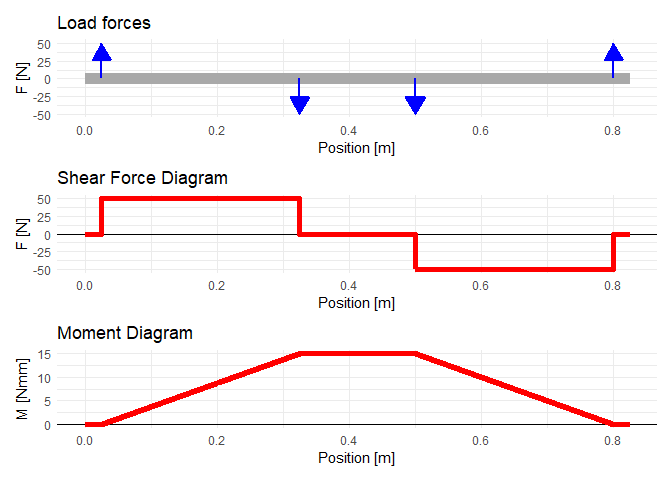 Load forces
F [N]
50
25
0
-25
-50
0.0 0.2 0.4 0.6 0.8
Position [m]
Shear Force Diagram
F [N]
50
25
0
-25
-50
0.0 0.2 0.4 0.6 0.8
Position [m]
Moment Diagram
M [Nmm]
15
10
5
0
0.0 0.2 0.4 0.6 0.8
Position [m]